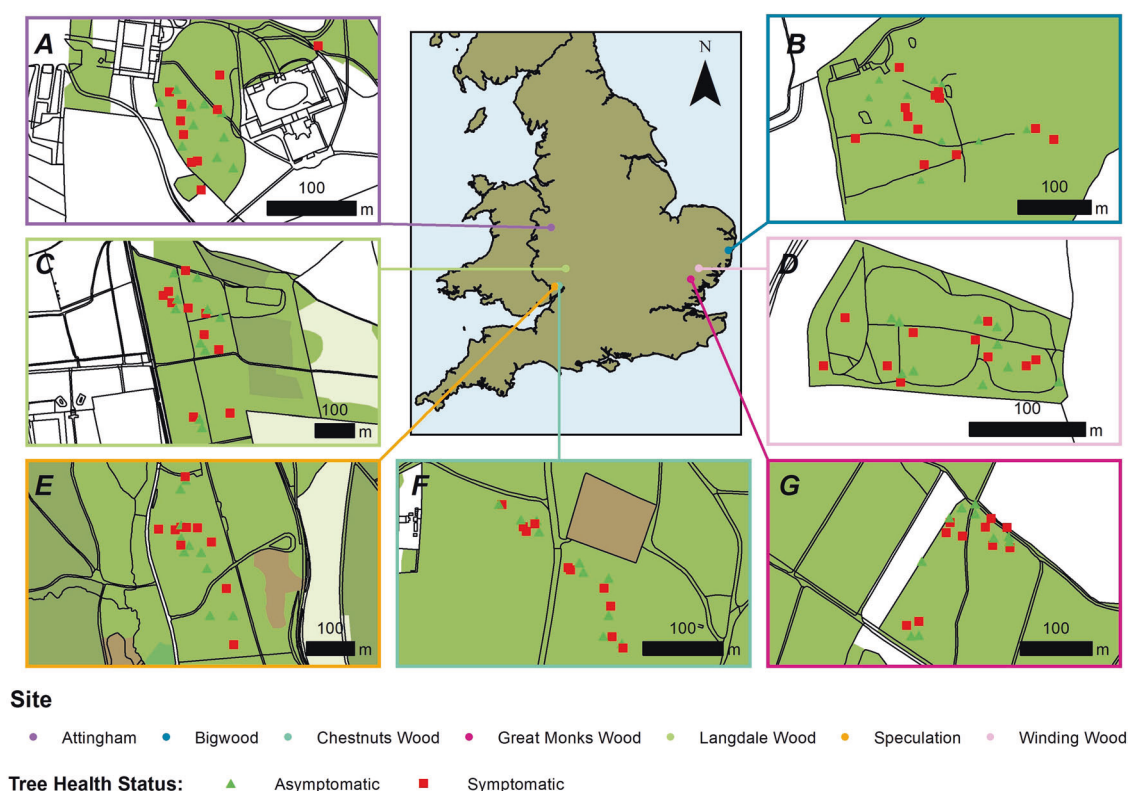 A
100
m
N
B
100
m
C
100
m
D
100
m
E
100
m
F
100
m
G
100
m
Site
Attingham Bigwood Chestnuts Wood Great Monks Wood Langdale Wood Speculation Winding Wood
Tree Health Status: Asymptomatic Symptomatic